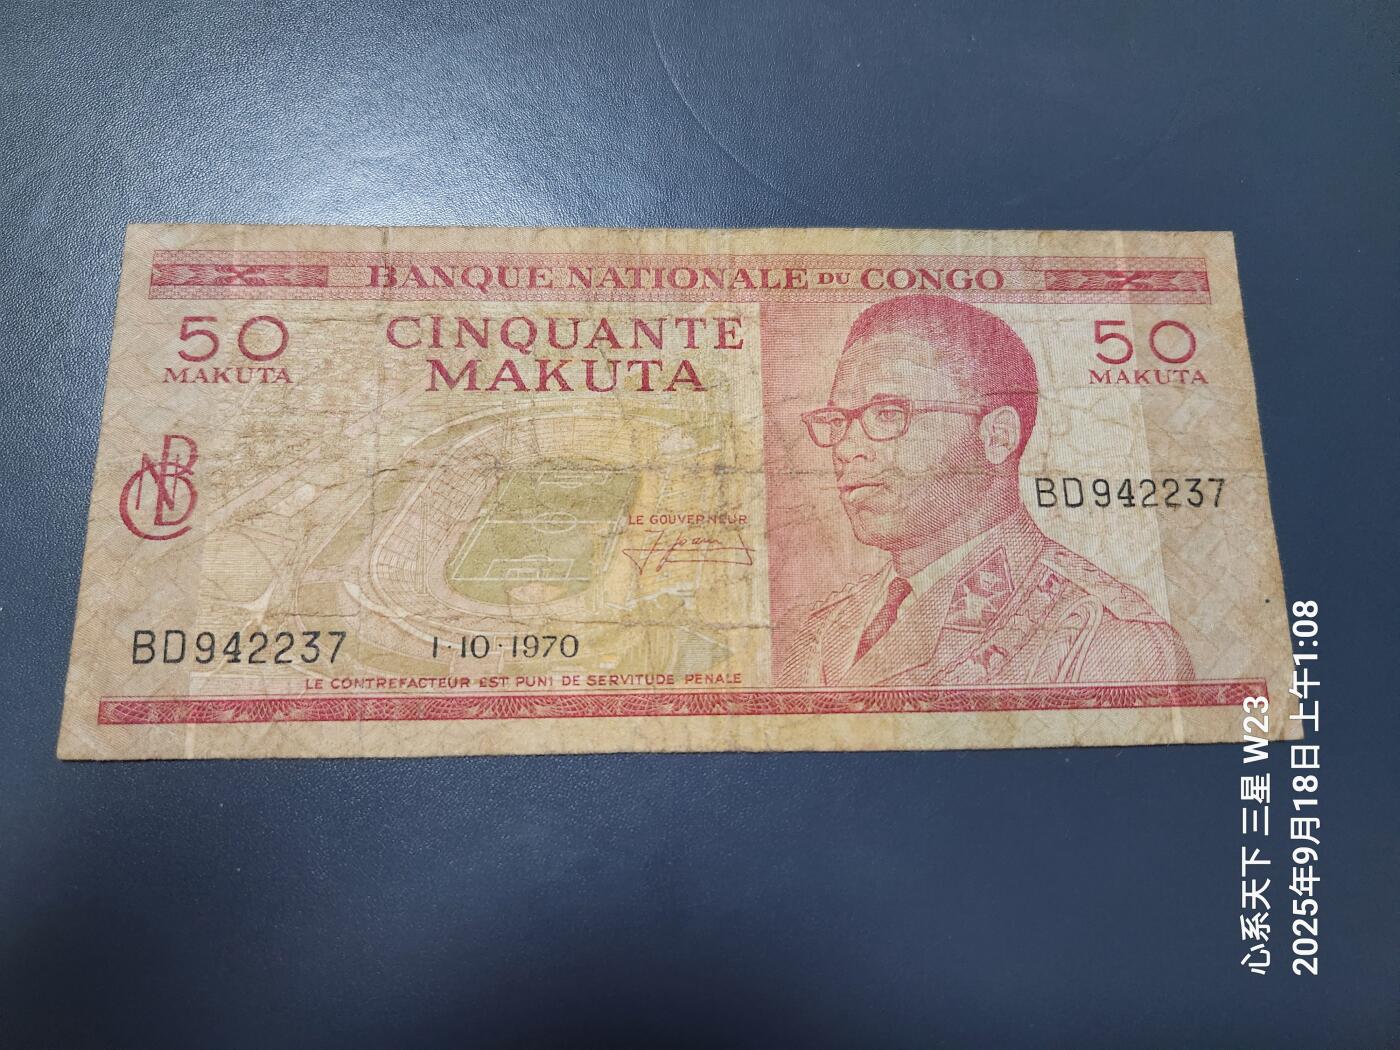 BANQUE NATIONALE DU CONGO
50
MAKUTA
CINQUANTE
MAKUTA
50
MAKUTA
BNC
BD942237
LE GOUVERNEUR
BD942237
1·10·1970
LE CONTREFACTEUR EST PUNI DE SERVITUDE PENALE
心系天下 三星 W23
2025年9月18日 上午1:08